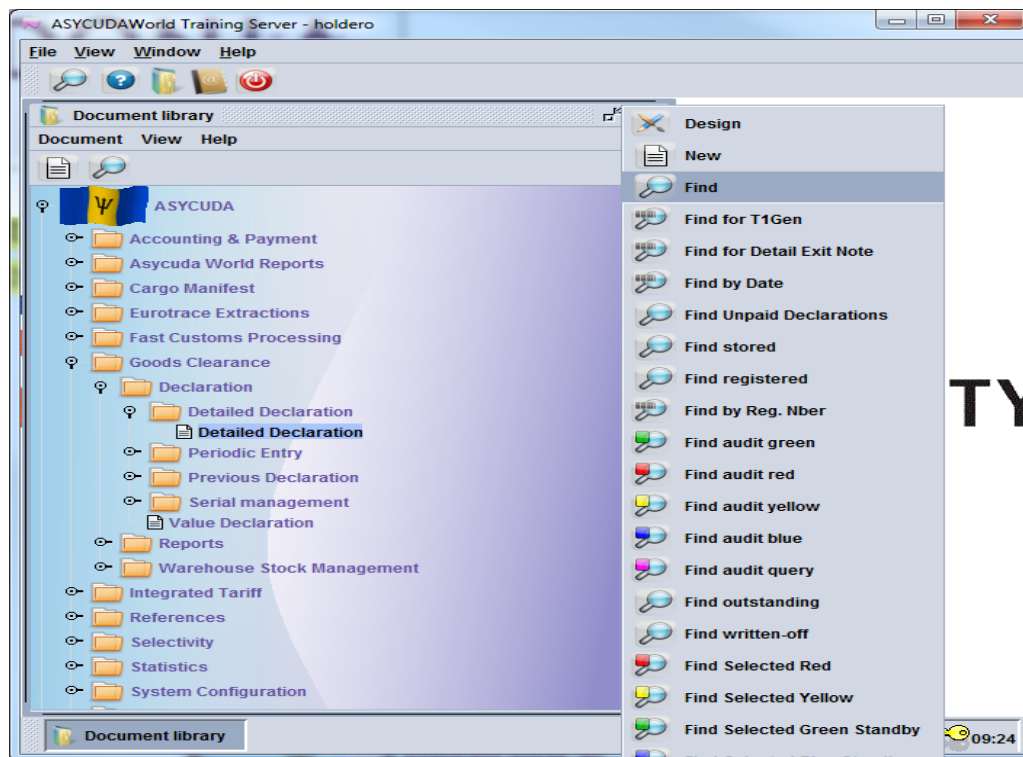 ASYCUDAWorld Training Server - holdero
File View Window Help
Document library
Document View Help
ASYCUDA
Accounting & Payment
Asycuda World Reports
Cargo Manifest
Eurotrace Extractions
Fast Customs Processing
Goods Clearance
Declaration
Detailed Declaration
Detailed Declaration
Periodic Entry
Previous Declaration
Serial management
Value Declaration
Reports
Warehouse Stock Management
Integrated Tariff
References
Selectivity
Statistics
System Configuration
Design
New
Find
Find for T1Gen
Find for Detail Exit Note
Find by Date
Find Unpaid Declarations
Find stored
Find registered
Find by Reg. Nber
Find audit green
Find audit red
Find audit yellow
Find audit blue
Find audit query
Find outstanding
Find written-off
Find Selected Red
Find Selected Yellow
Find Selected Green Standby
TY
Document library
09:24